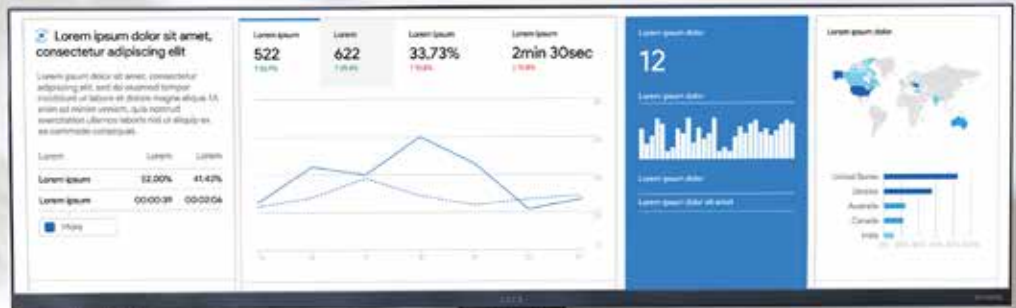 Lorem ipsum dolor sit amet,
consectetur adipiscing elit
Lorem ipsum dolor sit amet, consectetur
adipiscing elit, sed do eiusmod tempor
incididunt ut labore et dolore magna aliqua. Ut
enim ad minim veniam, quis nostrud
exercitation ullamco laboris nisi ut aliquip ex
ea commodo consequat.
Lorem Lorem Lorem
Lorem ipsum 52,00% 41,42%
Lorem ipsum 00:00:39 00:02:06
Lorem ipsum
522
Lorem
622
Lorem ipsum
33,73%
Lorem ipsum
2min 30sec
Lorem ipsum dolor
12
Lorem ipsum dolor
Lorem ipsum dolor
Lorem ipsum dolor sit amet
Lorem ipsum dolor
United States
Ukraine
Australia
Canada
India